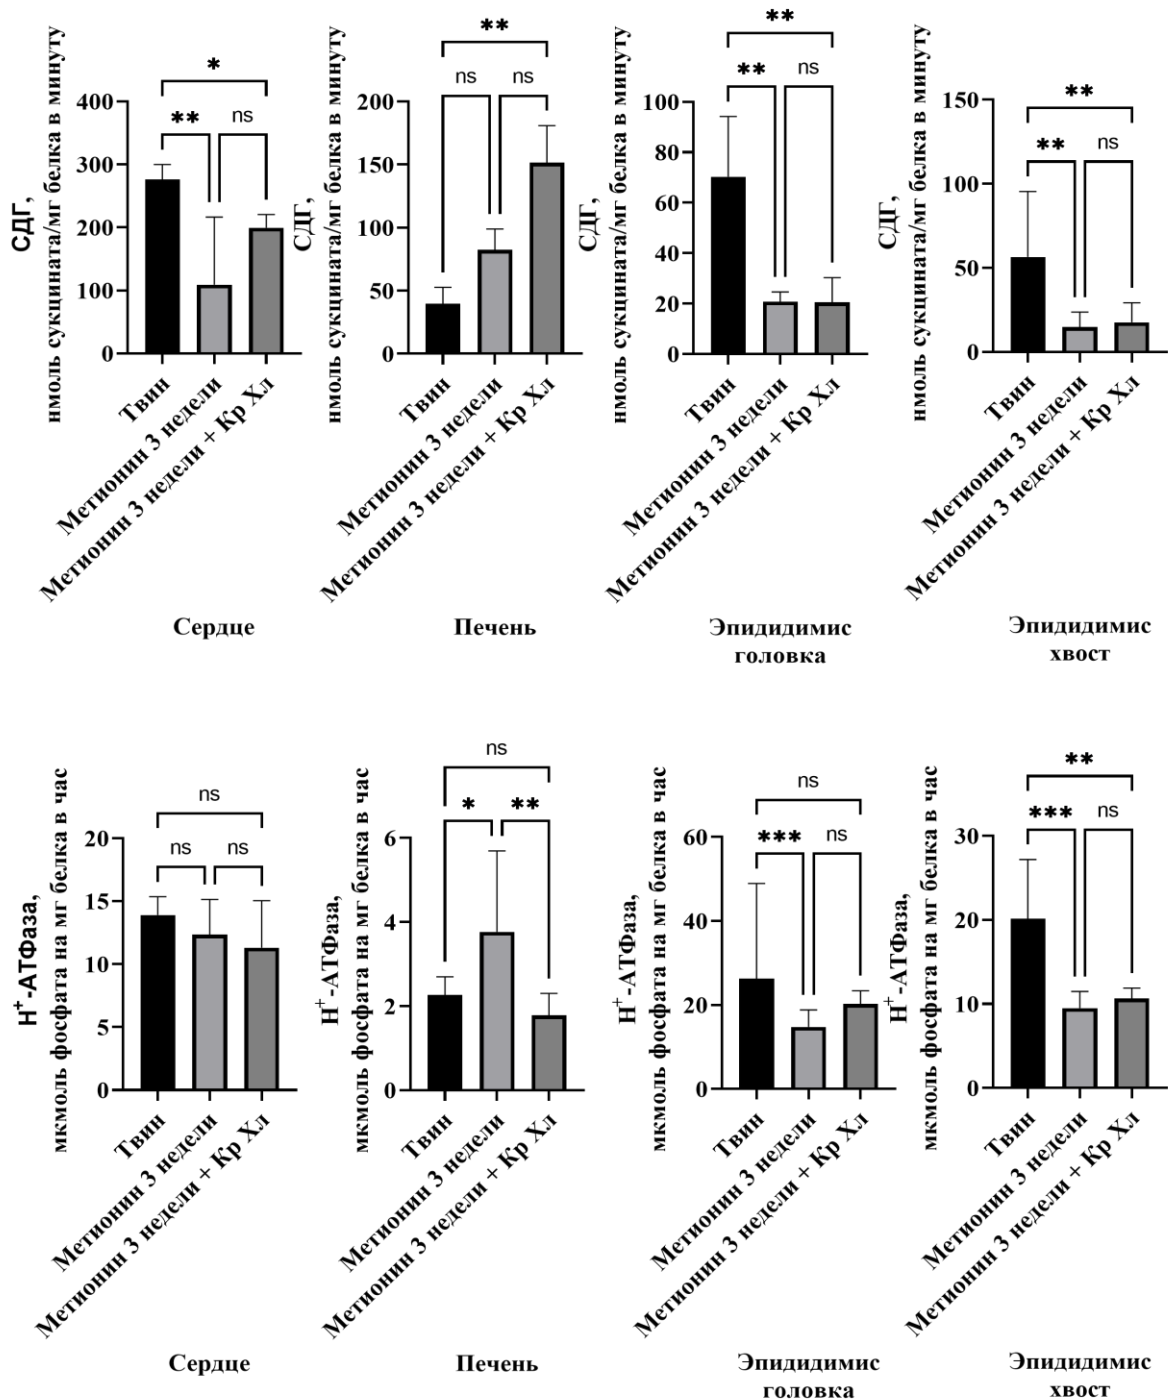 СДГ,
нмоль сукцината/мг белка в минуту
400
300
200
100
0
*
**
ns
Твин
Метионин 3 недели
Метионин 3 недели + Кр Хл
Сердце
СДГ,
нмоль сукцината/мг белка в минуту
200
150
100
50
0
**
ns
ns
Твин
Метионин 3 недели
Метионин 3 недели + Кр Хл
Печень
СДГ,
нмоль сукцината/мг белка в минуту
100
80
60
40
20
0
**
**
ns
Твин
Метионин 3 недели
Метионин 3 недели + Кр Хл
Эпидидимис
головка
СДГ,
нмоль сукцината/мг белка в минуту
150
100
50
0
**
**
ns
Твин
Метионин 3 недели
Метионин 3 недели + Кр Хл
Эпидидимис
хвост
Н⁺-АТФаза,
мкмоль фосфата на мг белка в час
20
15
10
5
0
ns
ns
ns
Твин
Метионин 3 недели
Метионин 3 недели + Кр Хл
Сердце
Н⁺-АТФаза,
мкмоль фосфата на мг белка в час
6
4
2
0
ns
*
**
Твин
Метионин 3 недели
Метионин 3 недели + Кр Хл
Печень
Н⁺-АТФаза,
мкмоль фосфата на мг белка в час
60
40
20
0
ns
***
ns
Твин
Метионин 3 недели
Метионин 3 недели + Кр Хл
Эпидидимис
головка
Н⁺-АТФаза,
мкмоль фосфата на мг белка в час
30
20
10
0
**
***
ns
Твин
Метионин 3 недели
Метионин 3 недели + Кр Хл
Эпидидимис
хвост